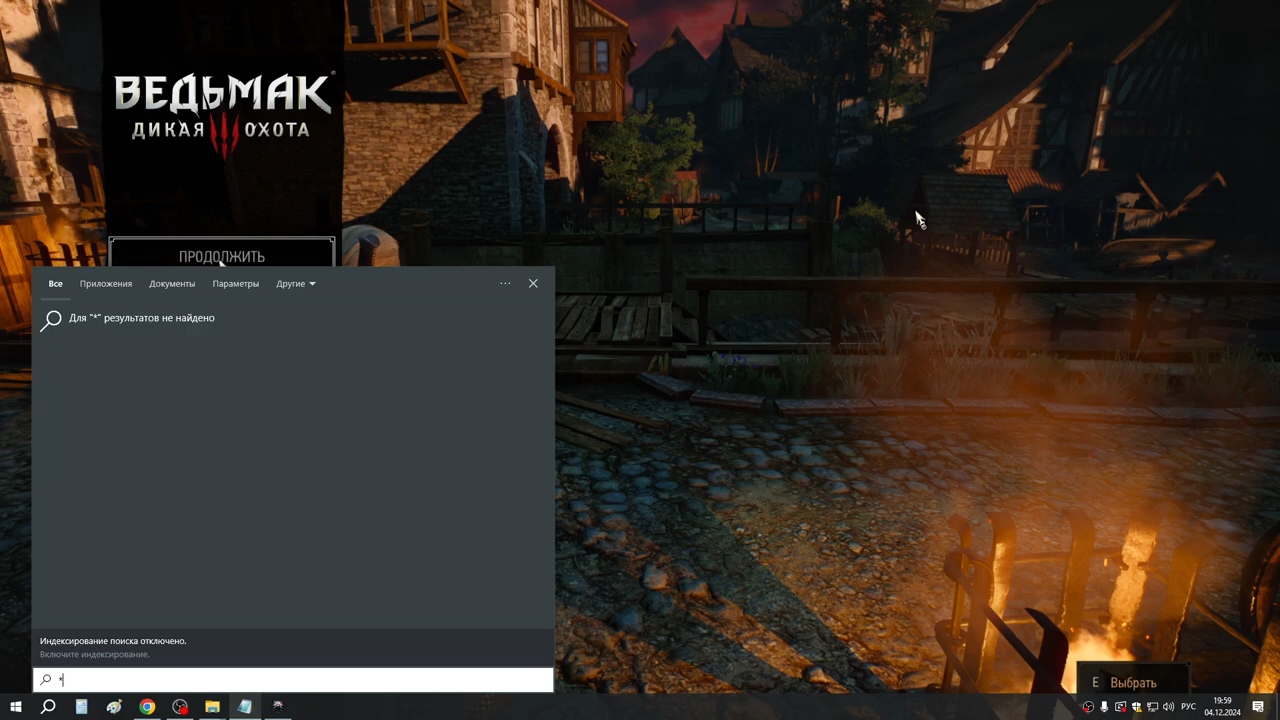 ВЕДЬМАК
ДИКАЯ III ОХОТА
ПРОДОЛЖИТЬ
Все Приложения Документы Параметры Другие
Для "*" результатов не найдено
Индексирование поиска отключено.
Включите индексирование.
*
E Выбрать
РУС
19:59
04.12.2024